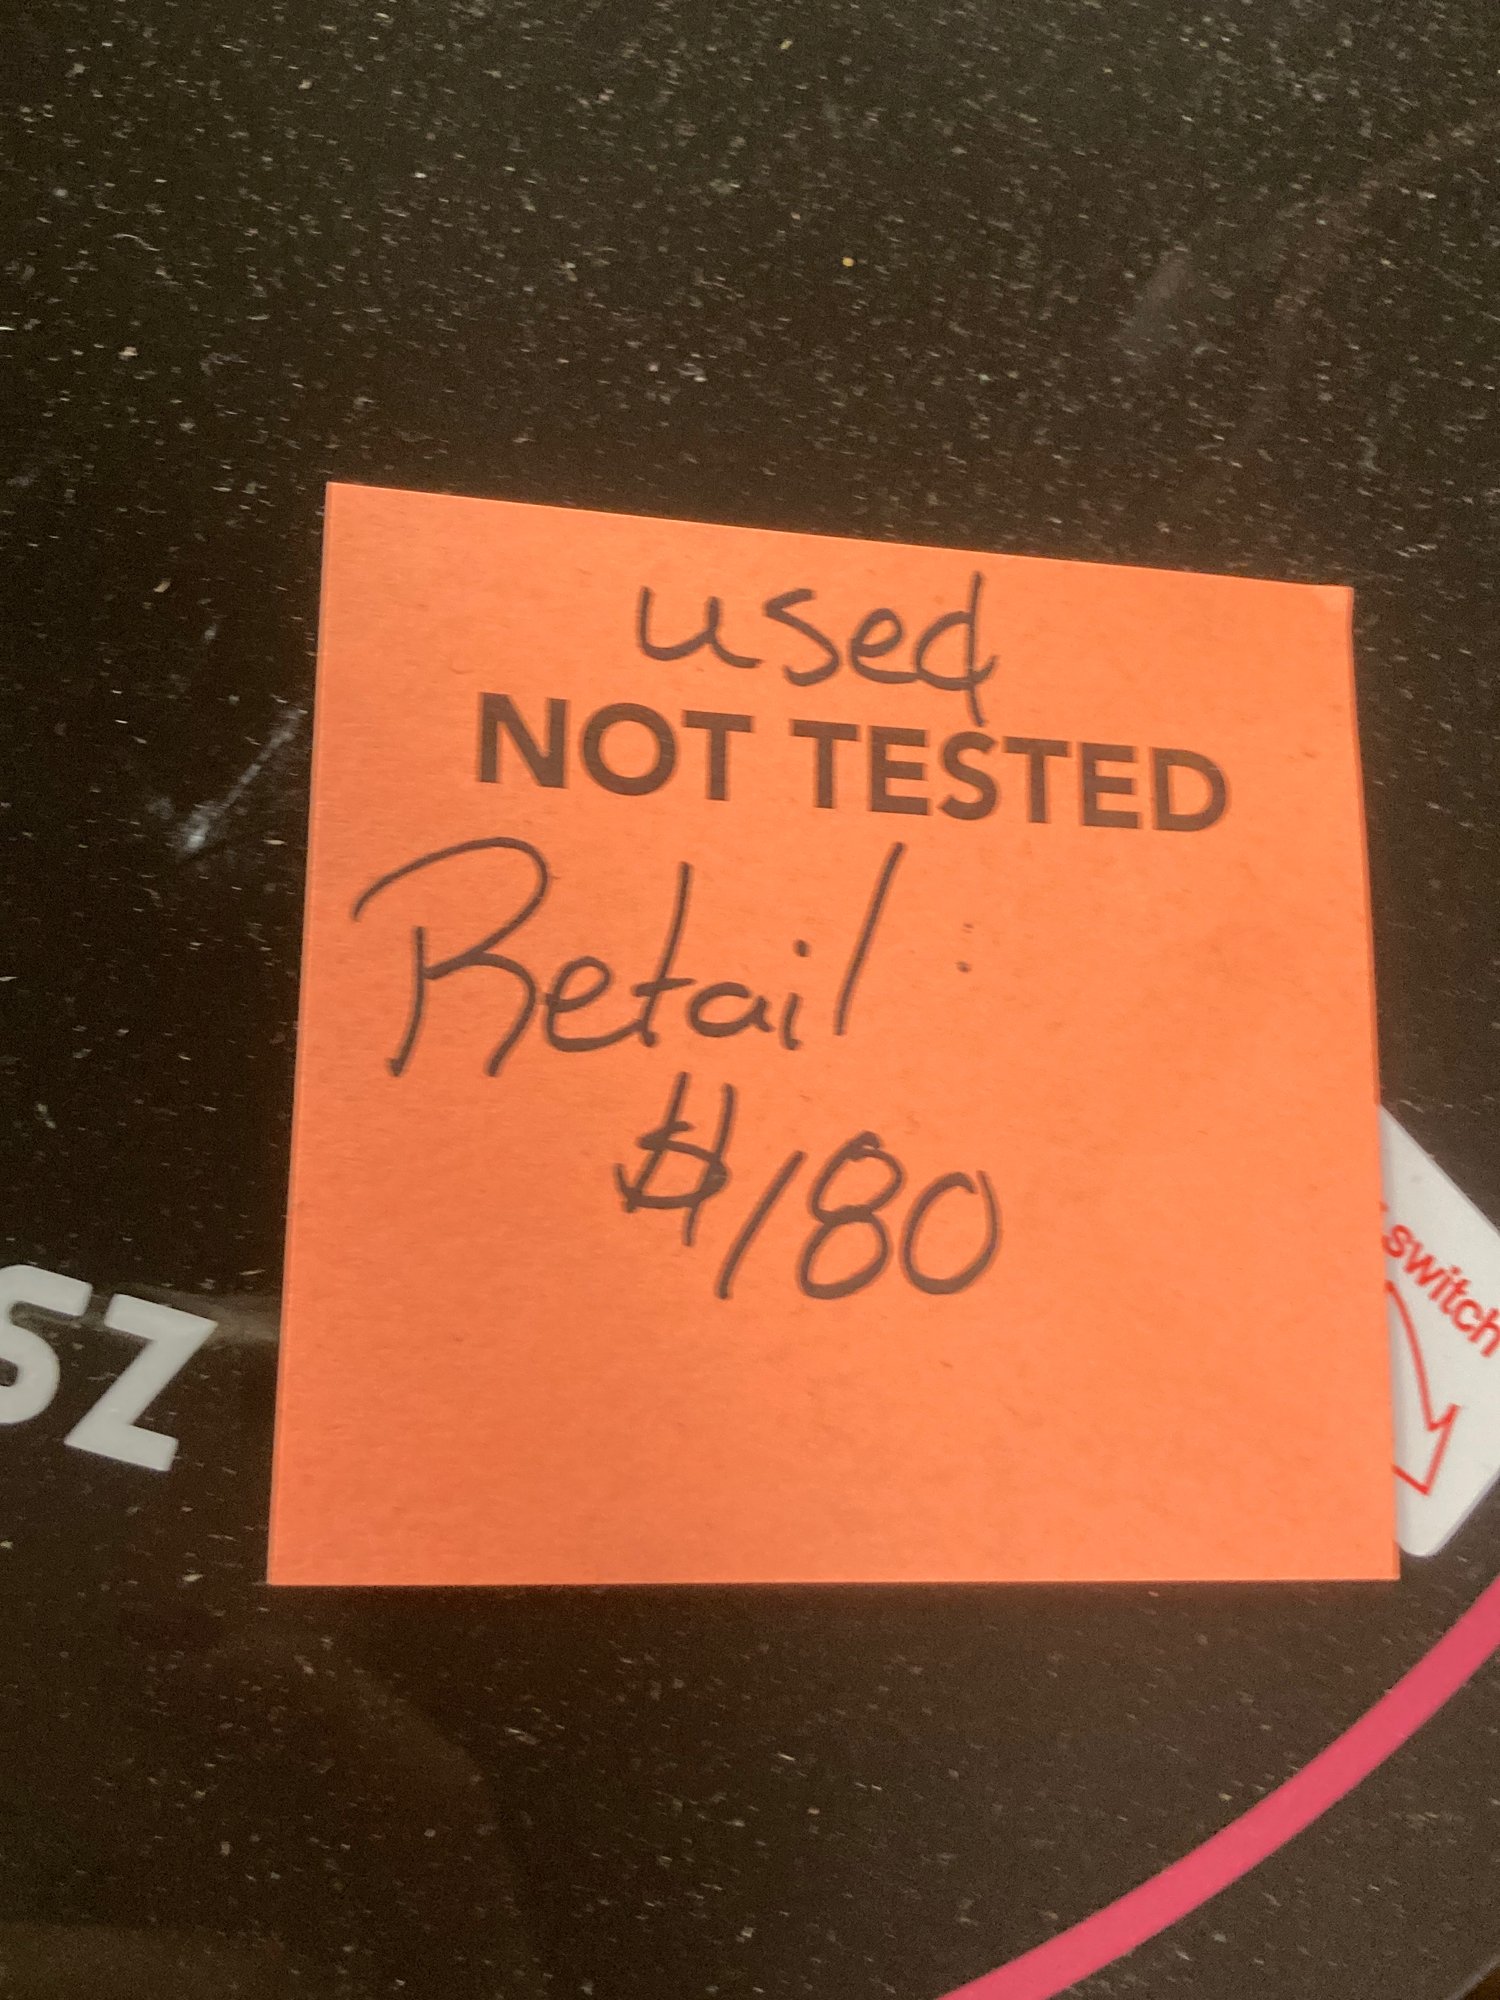 used
NOT TESTED
Retail:
$180
SZ
switch